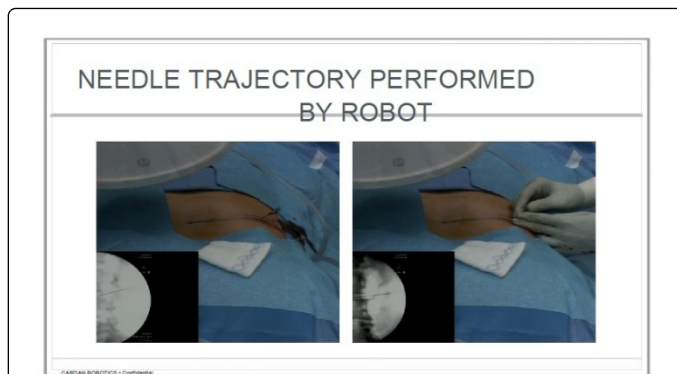 NEEDLE TRAJECTORY PERFORMED
BY ROBOT
CARDAN ROBOTICS • Confidential